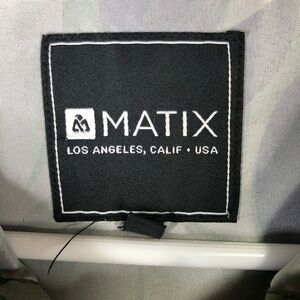 MATIX
LOS ANGELES, CALIF • USA